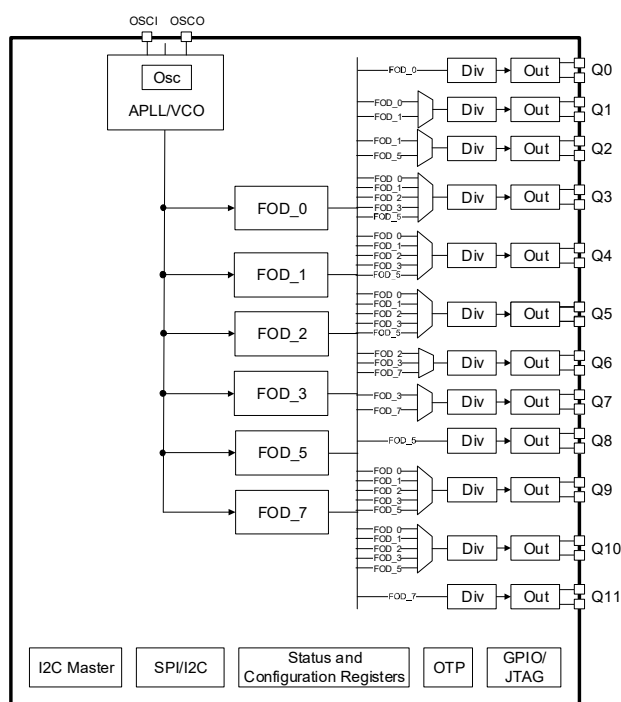 OSCI OSCO
Osc
APLL/VCO
FOD_0 Div Out Q0
FOD_0
FOD_1
Div Out Q1
FOD_1
FOD_5
Div Out Q2
FOD_0
FOD_1
FOD_2
FOD_3
FOD_5
Div Out Q3
FOD_0
FOD_1
FOD_2
FOD_3
FOD_5
Div Out Q4
FOD_0
FOD_1
FOD_2
FOD_3
FOD_5
Div Out Q5
FOD_2
FOD_3
FOD_7
Div Out Q6
FOD_3
FOD_7
Div Out Q7
FOD_5 Div Out Q8
FOD_0
FOD_1
FOD_2
FOD_3
FOD_5
Div Out Q9
FOD_0
FOD_1
FOD_2
FOD_3
FOD_5
Div Out Q10
FOD_7 Div Out Q11
FOD_0
FOD_1
FOD_2
FOD_3
FOD_5
FOD_7
I2C Master
SPI/I2C
Status and
Configuration Registers
OTP
GPIO/
JTAG